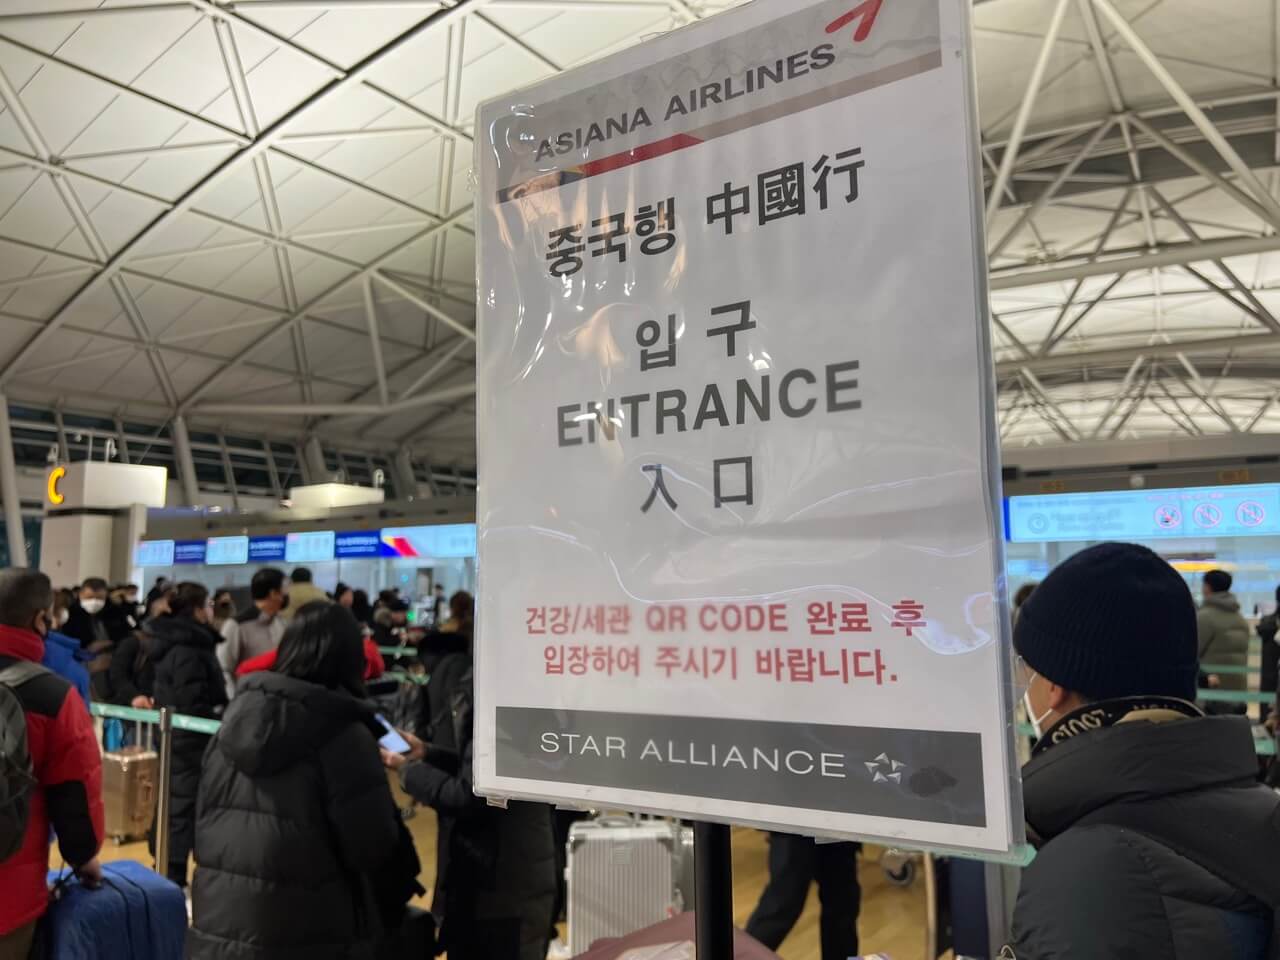 ASIANA AIRLINES
중국행 中國行
입구
ENTRANCE
入口
건강/세관 QR CODE 완료 후
입장하여 주시기 바랍니다.
STAR ALLIANCE
C